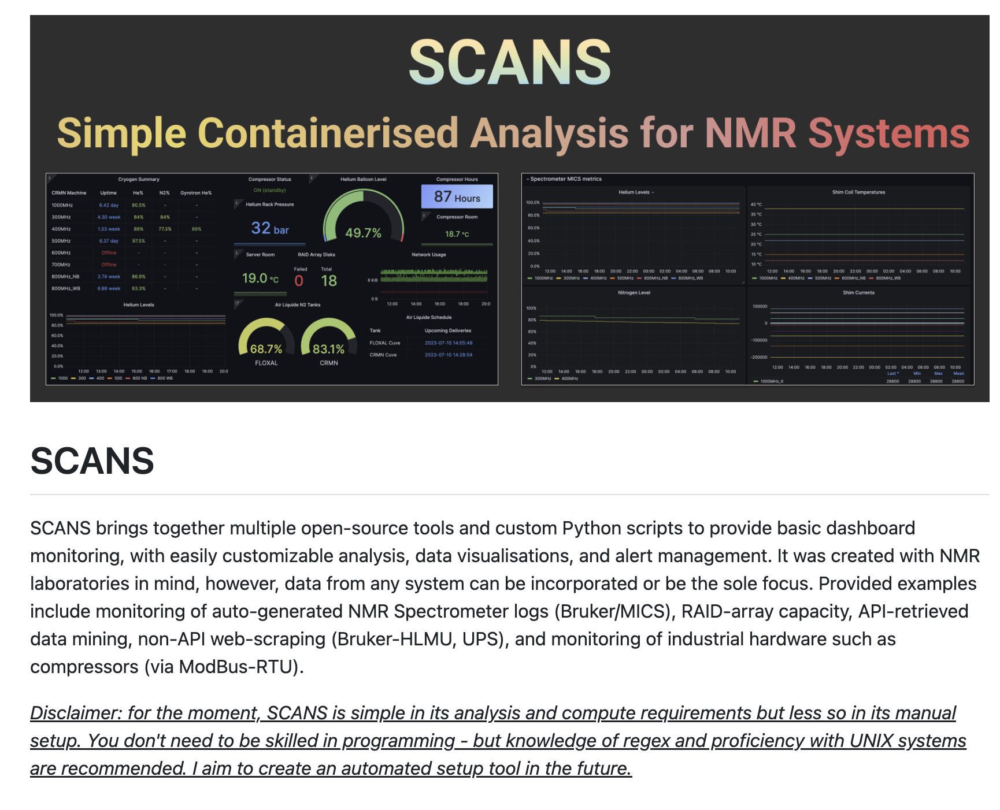 SCANS
Simple Containerised Analysis for NMR Systems
Cryogen Summary
CRMN Machine Uptime He% N2% Gyrotron He%
1000MHz 6.42 day 90.5% - -
300MHz 4.30 week 84% 84% -
400MHz 1.33 week 89% 77.3% 89%
500MHz 6.37 day 97.5% - -
600MHz Offline - - -
700MHz Offline - - -
800MHz_NB 2.74 week 86.9% - -
800MHz_WB 6.88 week 93.3% - -
Helium Levels
100.0%
80.0%
60.0%
40.0%
20.0%
0.0%
12:00 13:00 14:00 15:00 16:00 17:00 18:00 19:00 20:0
1000 300 400 500 800 NB 800 WB
Compressor Status
ON (standby)
Helium Rack Pressure
32 bar
Helium Balloon Level
49.7%
Compressor Hours
87 Hours
Compressor Room
18.7 °C
Server Room
19.0 °C
RAID Array Disks
Failed Total
0 18
Network Usage
8 KiB
0 B
12:00 14:00 16:00 18:00 20:0
Air Liquide N2 Tanks
68.7% 83.1%
FLOXAL CRMN
Air Liquide Schedule
Tank Upcoming Deliveries
FLOXAL Cuve 2023-07-10 14:05:48
CRMN Cuve 2023-07-10 14:28:54
Spectrometer MICS metrics
Helium Levels
100.0%
80.0%
60.0%
40.0%
20.0%
0.0%
12:00 14:00 16:00 18:00 20:00 22:00 00:00 02:00 04:00 06:00 08:00 10:00
1000MHz 300MHz 400MHz 500MHz 800MHz_NB 800MHz_WB
Shim Coil Temperatures
40 °C
35 °C
30 °C
25 °C
20 °C
15 °C
10 °C
12:00 14:00 16:00 18:00 20:00 22:00 00:00 02:00 04:00 06:00 08:00 10:00
1000MHz 400MHz 500MHz 800MHz_NB 800MHz_WB
Nitrogen Level
100%
80%
60%
40%
20%
0%
12:00 14:00 16:00 18:00 20:00 22:00 00:00 02:00 04:00 06:00 08:00 10:00
300MHz 400MHz
Shim Currents
100000
0
-100000
-200000
12:00 14:00 16:00 18:00 20:00 22:00 00:00 02:00 04:00 06:00 08:00 10:00
Last * Min Max Mean
1000MHz_X 28800 28800 28800 28800
SCANS
SCANS brings together multiple open-source tools and custom Python scripts to provide basic dashboard
monitoring, with easily customizable analysis, data visualisations, and alert management. It was created with NMR
laboratories in mind, however, data from any system can be incorporated or be the sole focus. Provided examples
include monitoring of auto-generated NMR Spectrometer logs (Bruker/MICS), RAID-array capacity, API-retrieved
data mining, non-API web-scraping (Bruker-HLMU, UPS), and monitoring of industrial hardware such as
compressors (via ModBus-RTU).
Disclaimer: for the moment, SCANS is simple in its analysis and compute requirements but less so in its manual
setup. You don't need to be skilled in programming - but knowledge of regex and proficiency with UNIX systems
are recommended. I aim to create an automated setup tool in the future.